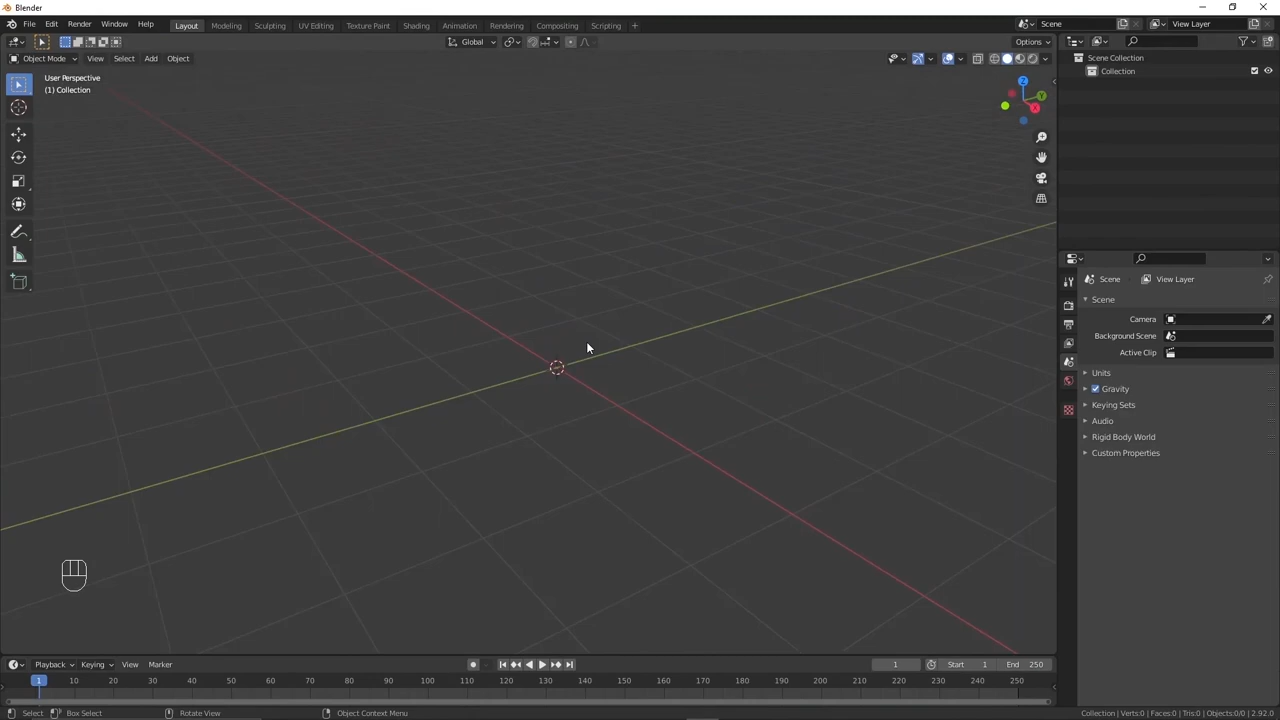 Blender
File Edit Render Window Help Layout Modeling Sculpting UV Editing Texture Paint Shading Animation Rendering Compositing Scripting + Scene View Layer
Global Options
Object Mode View Select Add Object
User Perspective
(1) Collection
Z
Y
X
Scene Collection
Collection
Scene View Layer
Scene
Camera
Background Scene
Active Clip
Units
Gravity
Keying Sets
Audio
Rigid Body World
Custom Properties
Playback Keying View Marker 1 Start 1 End 250
1 10 20 30 40 50 60 70 80 90 100 110 120 130 140 150 160 170 180 190 200 210 220 230 240 250
Select Box Select Rotate View Object Context Menu Collection | Verts:0 | Faces:0 | Tris:0 | Objects:0/0 | 2.92.0